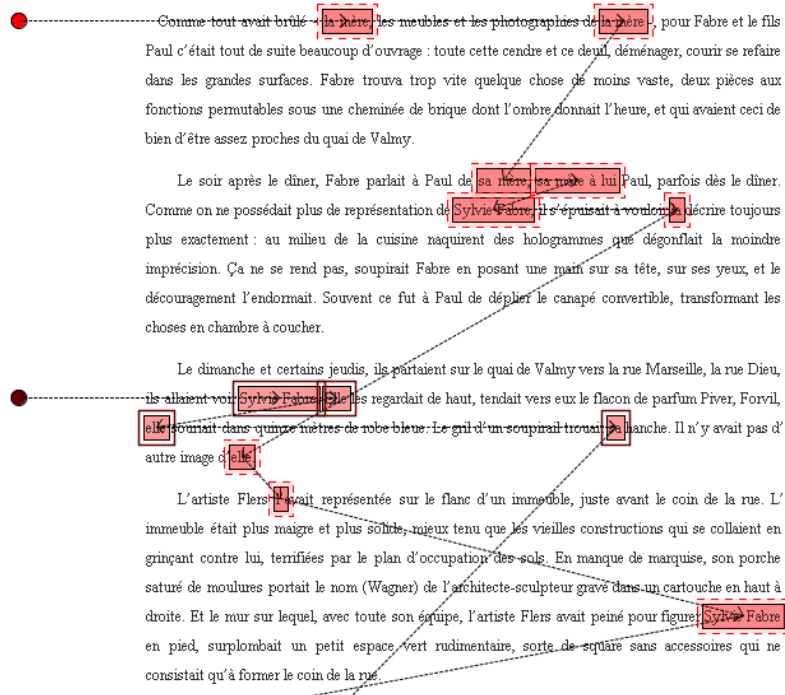 Comme tout avait brûlé - la mère, les meubles et les photographies de la mère -, pour Fabre et le fils
Paul c'était tout de suite beaucoup d'ouvrage : toute cette cendre et ce deuil, déménager, courir se refaire
dans les grandes surfaces. Fabre trouva trop vite quelque chose de moins vaste, deux pièces aux
fonctions permutables sous une cheminée de brique dont l'ombre donnait l'heure, et qui avaient ceci de
bien d'être assez proches du quai de Valmy.
Le soir après le dîner, Fabre parlait à Paul de sa mère, sa mère à lui Paul, parfois dès le dîner.
Comme on ne possédait plus de représentation de Sylvie Fabre, il s'épuisait à vouloir la décrire toujours
plus exactement : au milieu de la cuisine naquirent des hologrammes que dégonflait la moindre
imprécision. Ça ne se rend pas, soupirait Fabre en posant une main sur sa tête, sur ses yeux, et le
découragement l'endormait. Souvent ce fut à Paul de déplier le canapé convertible, transformant les
choses en chambre à coucher.
Le dimanche et certains jeudis, ils partaient sur le quai de Valmy vers la rue Marseille, la rue Dieu,
ils allaient voir Sylvie Fabre. Elle les regardait de haut, tendait vers eux le flacon de parfum Piver, Forvil,
elle souriait dans quinze mètres de robe bleue. Le gril d'un soupirail trouait sa hanche. Il n'y avait pas d'
autre image d'elle.
L'artiste Flers l'avait représentée sur le flanc d'un immeuble, juste avant le coin de la rue. L'
immeuble était plus maigre et plus solide, mieux tenu que les vieilles constructions qui se collaient en
grinçant contre lui, terrifiées par le plan d'occupation des sols. En manque de marquise, son porche
saturé de moulures portait le nom (Wagner) de l'architecte-sculpteur gravé dans un cartouche en haut à
droite. Et le mur sur lequel, avec toute son équipe, l'artiste Flers avait peiné pour figurer Sylvie Fabre
en pied, surplombait un petit espace vert rudimentaire, sorte de square sans accessoires qui ne
consistait qu'à former le coin de la rue.